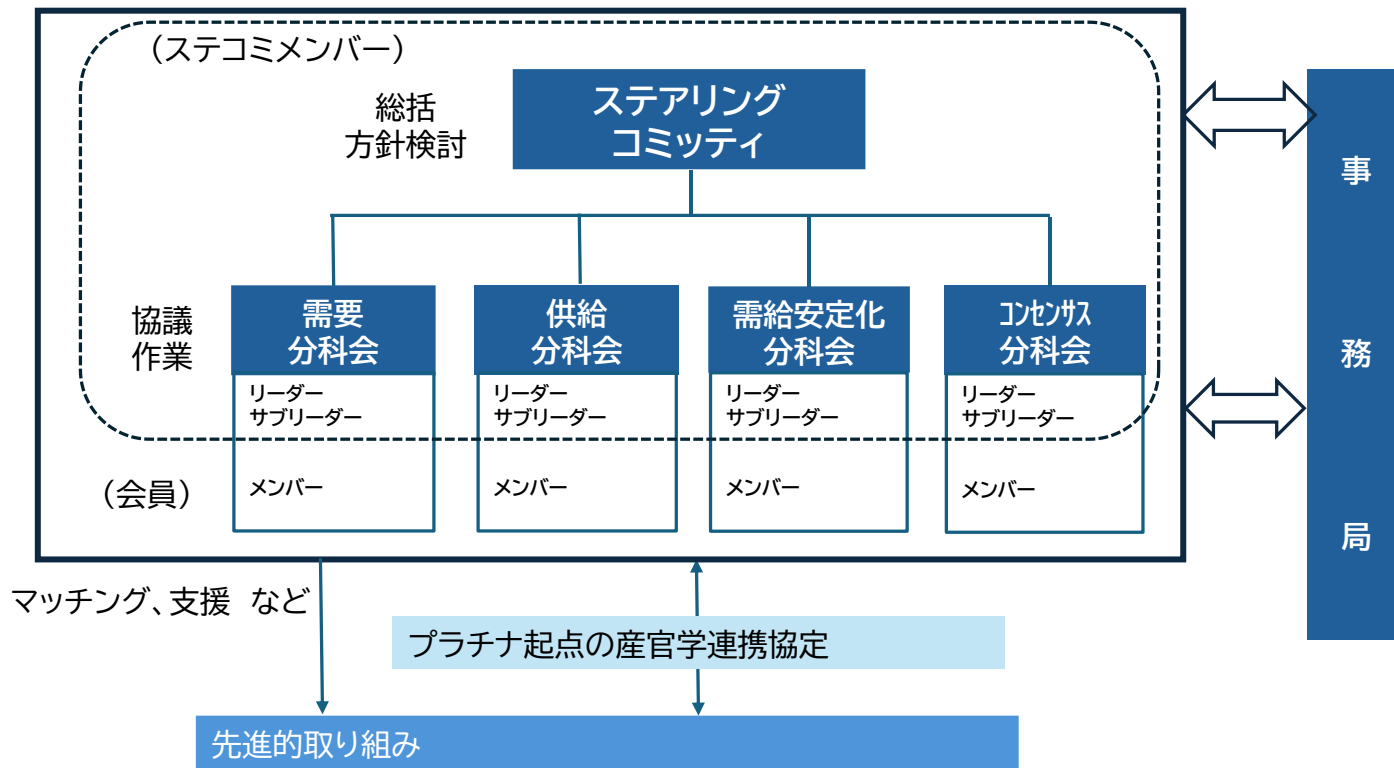 (ステコミメンバー)
総括
方針検討
ステアリング
コミッティ
協議
作業
需要
分科会
供給
分科会
需給安定化
分科会
コンセンサス
分科会
リーダー
サブリーダー
リーダー
サブリーダー
リーダー
サブリーダー
リーダー
サブリーダー
(会員)
メンバー
メンバー
メンバー
メンバー
事
務
局
マッチング、支援 など
プラチナ起点の産官学連携協定
先進的取り組み